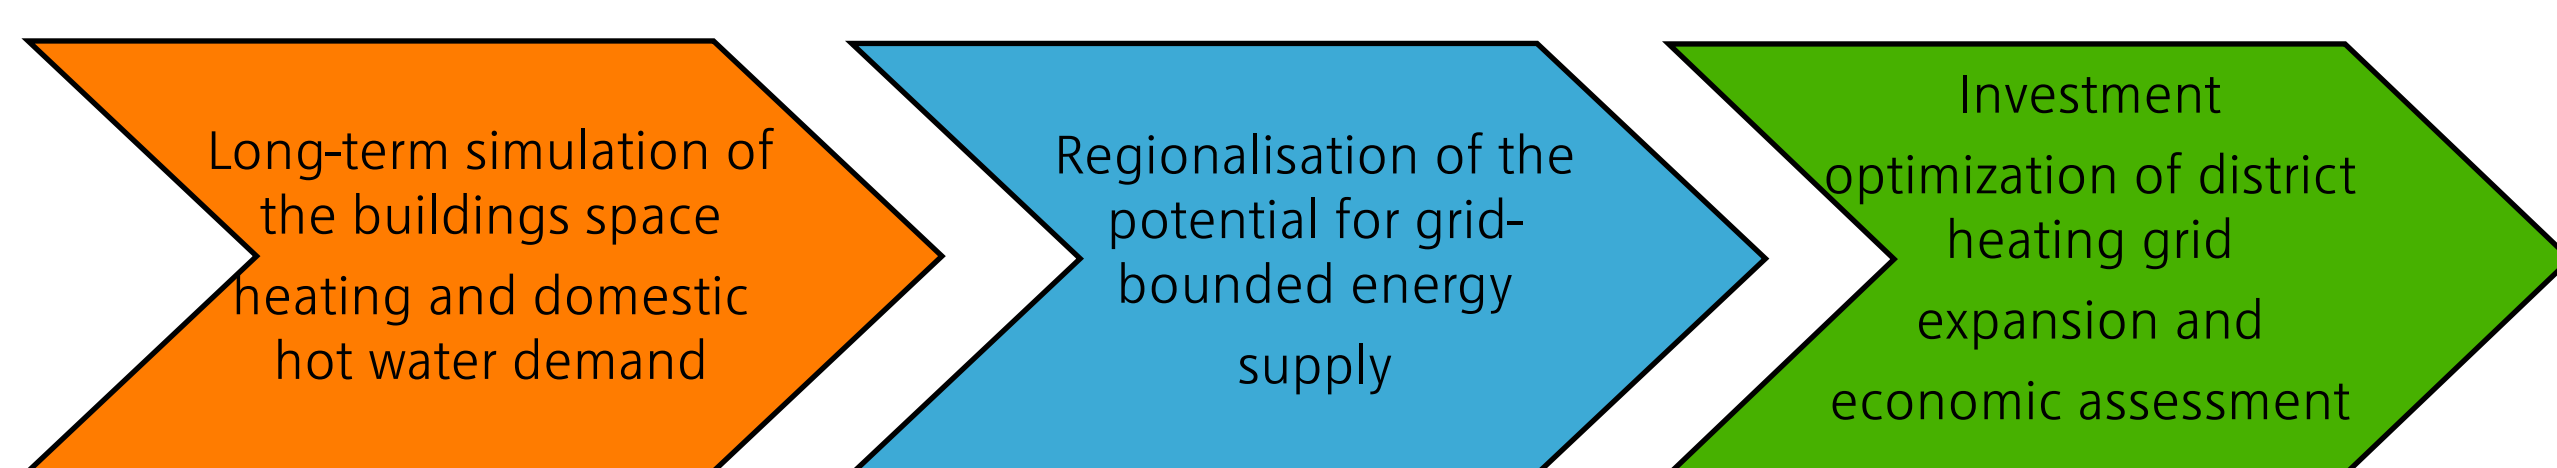 Long-term simulation of
the buildings space
heating and domestic
hot water demand
Regionalisation of the
potential for grid-
bounded energy
supply
Investment
optimization of district
heating grid
expansion and
economic assessment